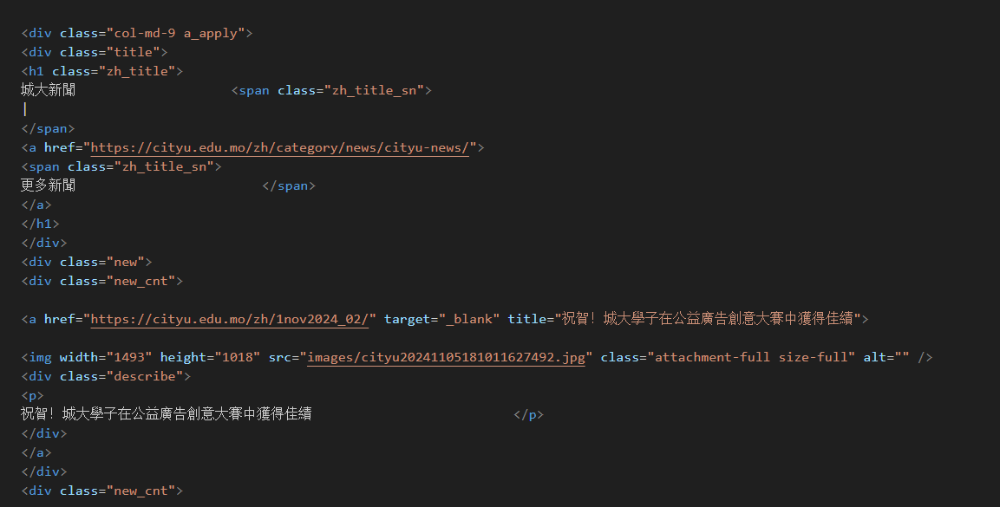 <div class="col-md-9 a_apply">
<div class="title">
<h1 class="zh_title">
城大新聞 <span class="zh_title_sn">
|
</span>
<a href="https://cityu.edu.mo/zh/category/news/cityu-news/">
<span class="zh_title_sn">
更多新聞 </span>
</a>
</h1>
</div>
<div class="new">
<div class="new_cnt">
<a href="https://cityu.edu.mo/zh/1nov2024_02/" target="_blank" title="祝賀！城大學子在公益廣告創意大賽中獲得佳績">
<img width="1493" height="1018" src="images/cityu20241105181011627492.jpg" class="attachment-full size-full" alt="" />
<div class="describe">
<p>
祝賀！城大學子在公益廣告創意大賽中獲得佳績 </p>
</div>
</a>
</div>
<div class="new_cnt">